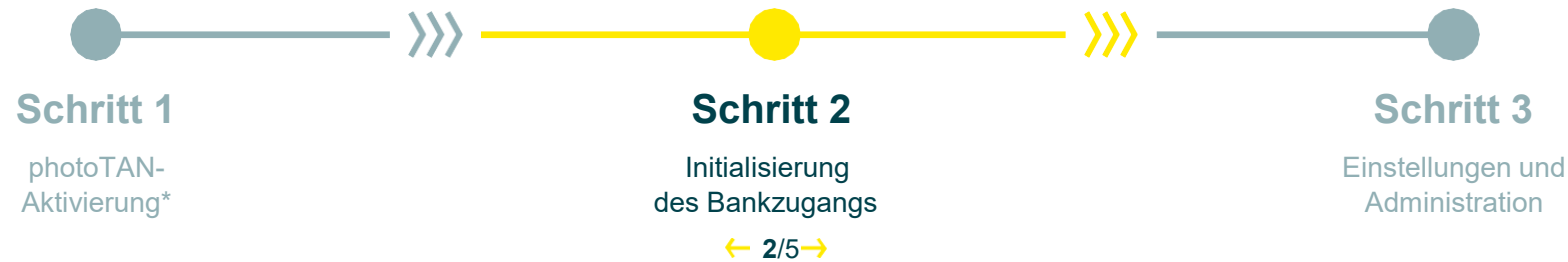 Schritt 1
photoTAN-
Aktivierung*
Schritt 2
Initialisierung
des Bankzugangs
2/5
Schritt 3
Einstellungen und
Administration